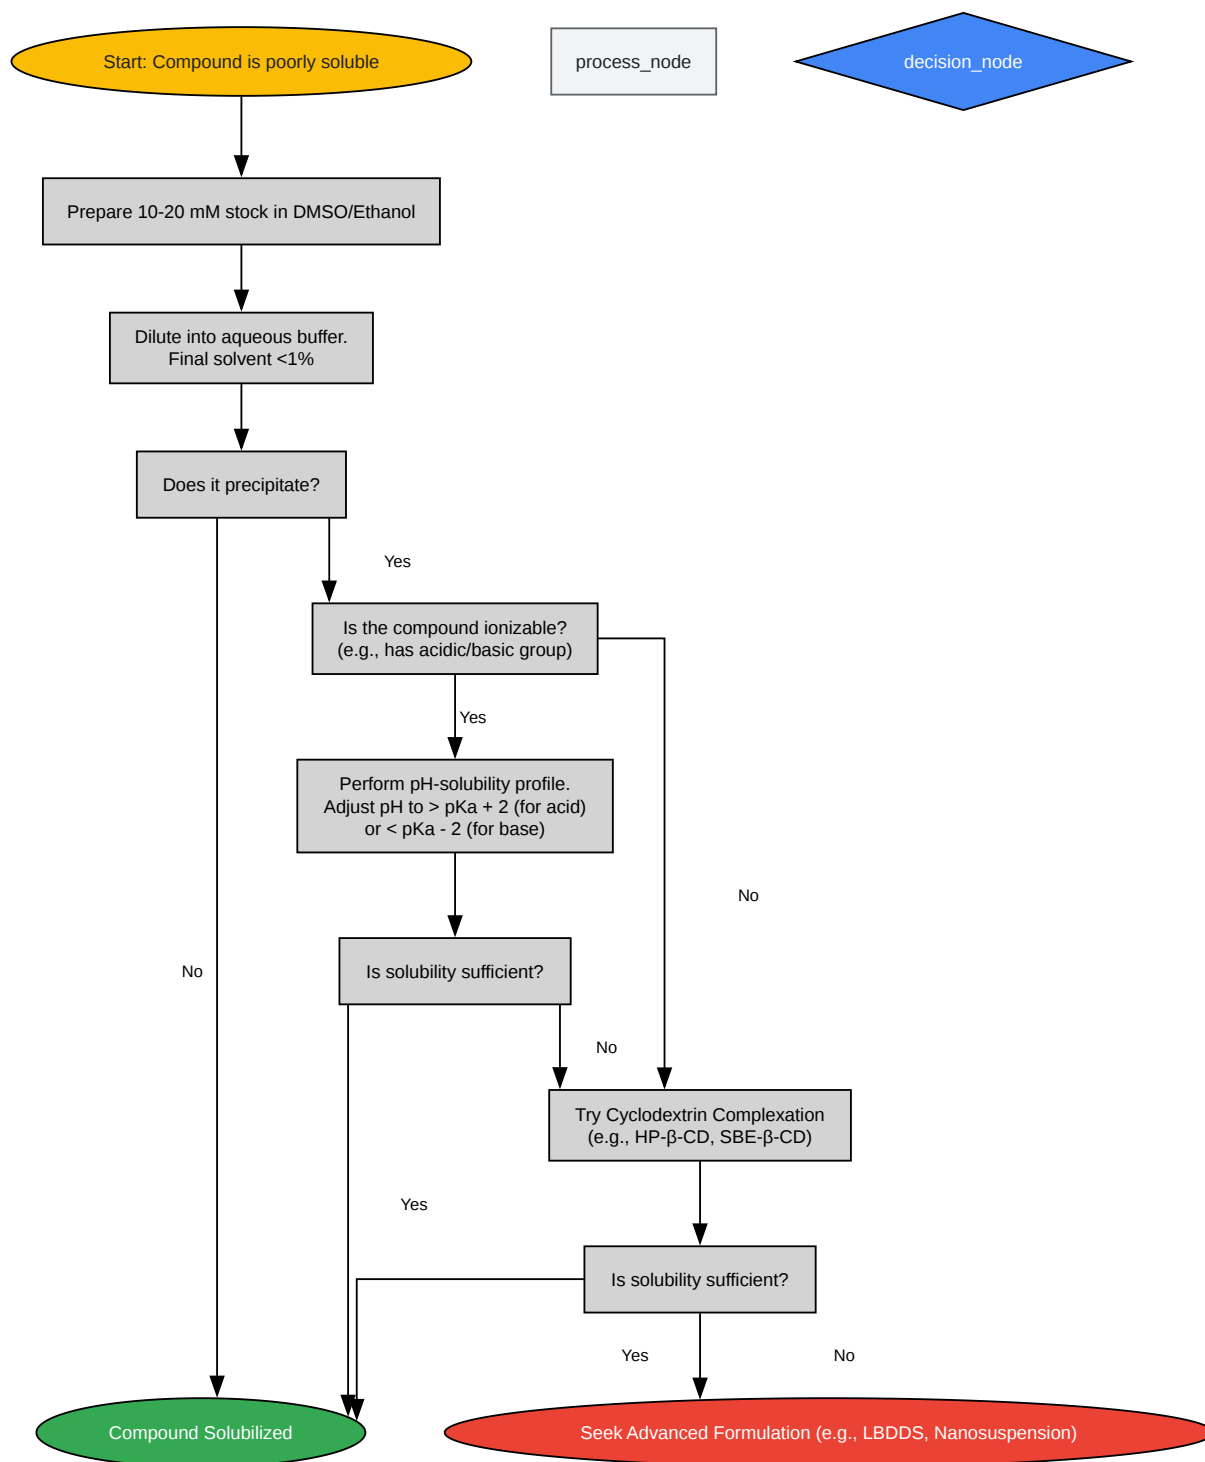 Start: Compound is poorly soluble
process_node
decision_node
Prepare 10-20 mM stock in DMSO/Ethanol
Dilute into aqueous buffer.
Final solvent <1%
Does it precipitate?
Yes
Is the compound ionizable?
(e.g., has acidic/basic group)
Yes
Perform pH-solubility profile.
Adjust pH to > pKa + 2 (for acid)
or < pKa - 2 (for base)
No
No
Is solubility sufficient?
No
Try Cyclodextrin Complexation
(e.g., HP-β-CD, SBE-β-CD)
Yes
Is solubility sufficient?
Yes
No
Compound Solubilized
Seek Advanced Formulation (e.g., LBDDS, Nanosuspension)